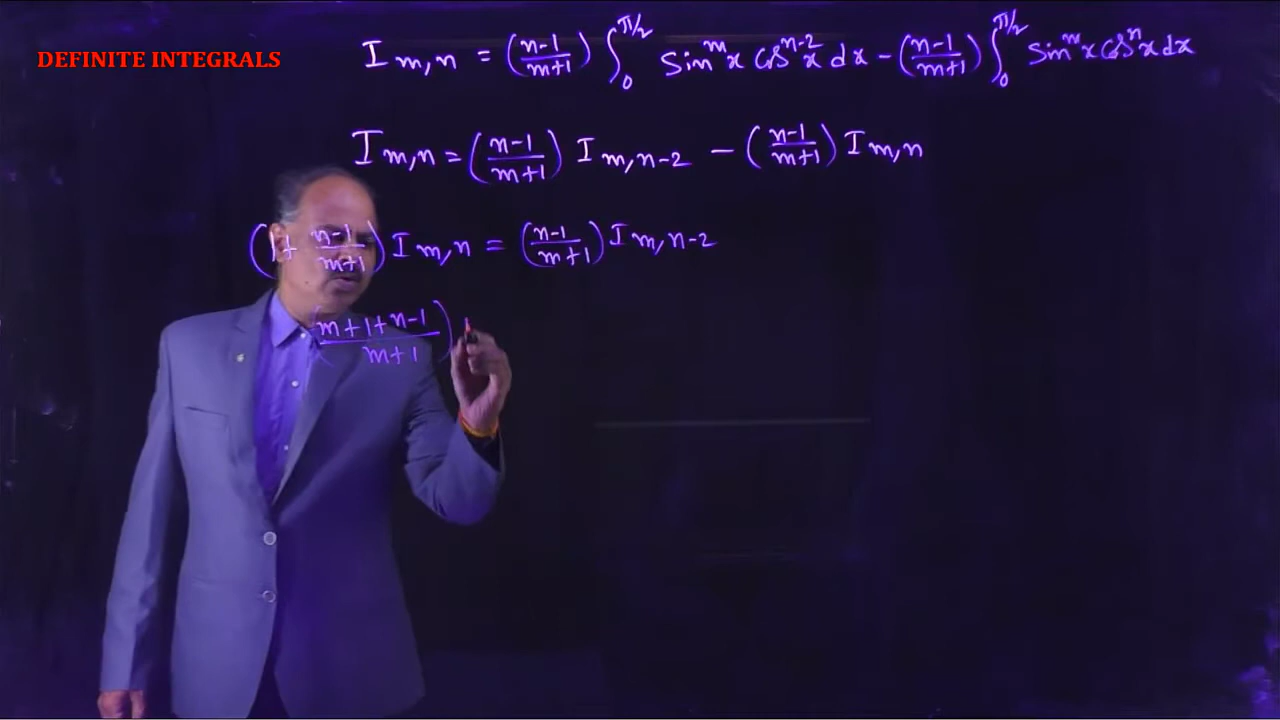 DEFINITE INTEGRALS
I m,n = (n-1/m+1) ∫₀^π/2 sin^m x cos^n-2 x dx - (n-1/m+1) ∫₀^π/2 sin^m x cos^n x dx
I m,n = (n-1/m+1) I m,n-2 - (n-1/m+1) I m,n
(1+ n-1/m+1) I m,n = (n-1/m+1) I m,n-2
(m+1+n-1/m+1)